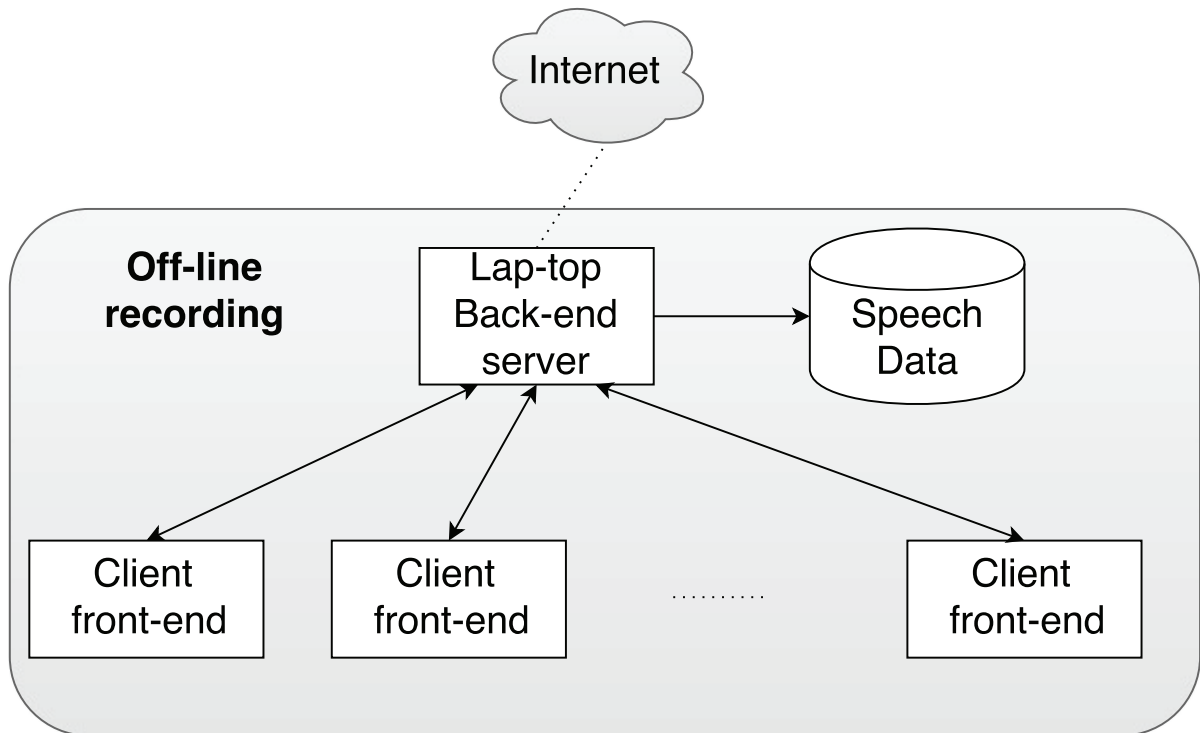 Internet
Off-line
recording
Lap-top
Back-end
server
Speech
Data
Client
front-end
Client
front-end
Client
front-end